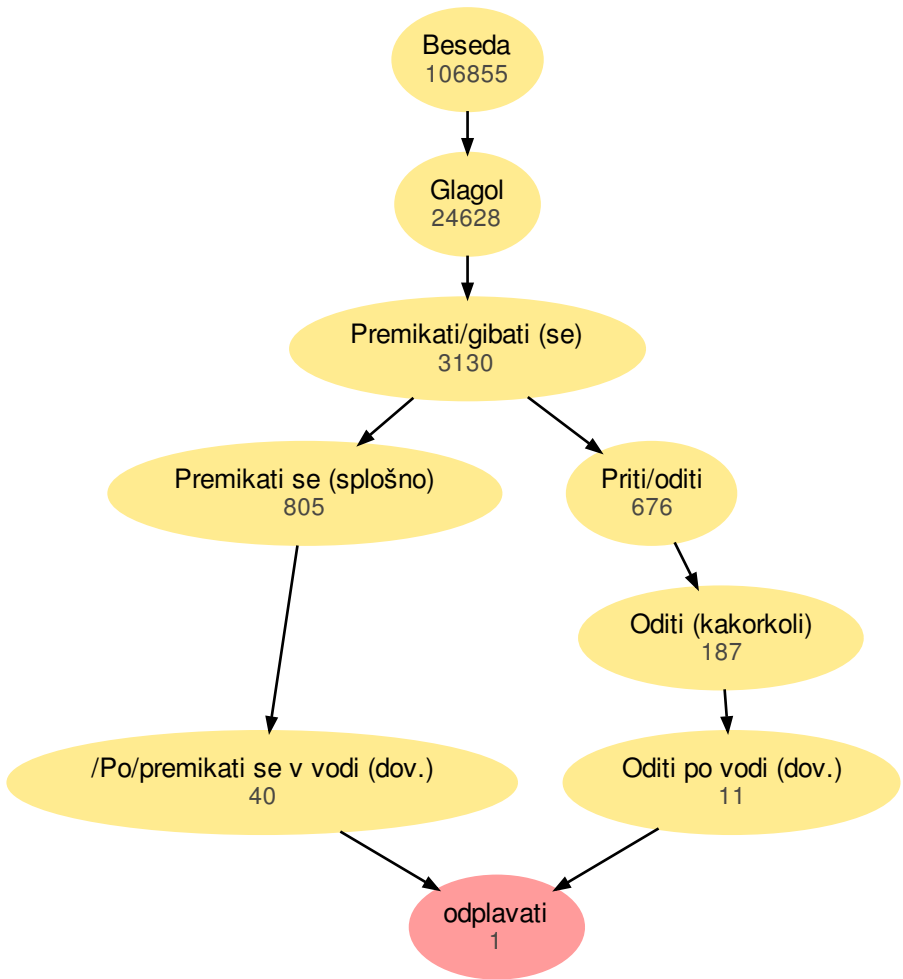 Beseda
106855
Glagol
24628
Premikati/gibati (se)
3130
Premikati se (splošno)
805
Priti/oditi
676
Oditi (kakorkoli)
187
/Po/premikati se v vodi (dov.)
40
Oditi po vodi (dov.)
11
odplavati
1